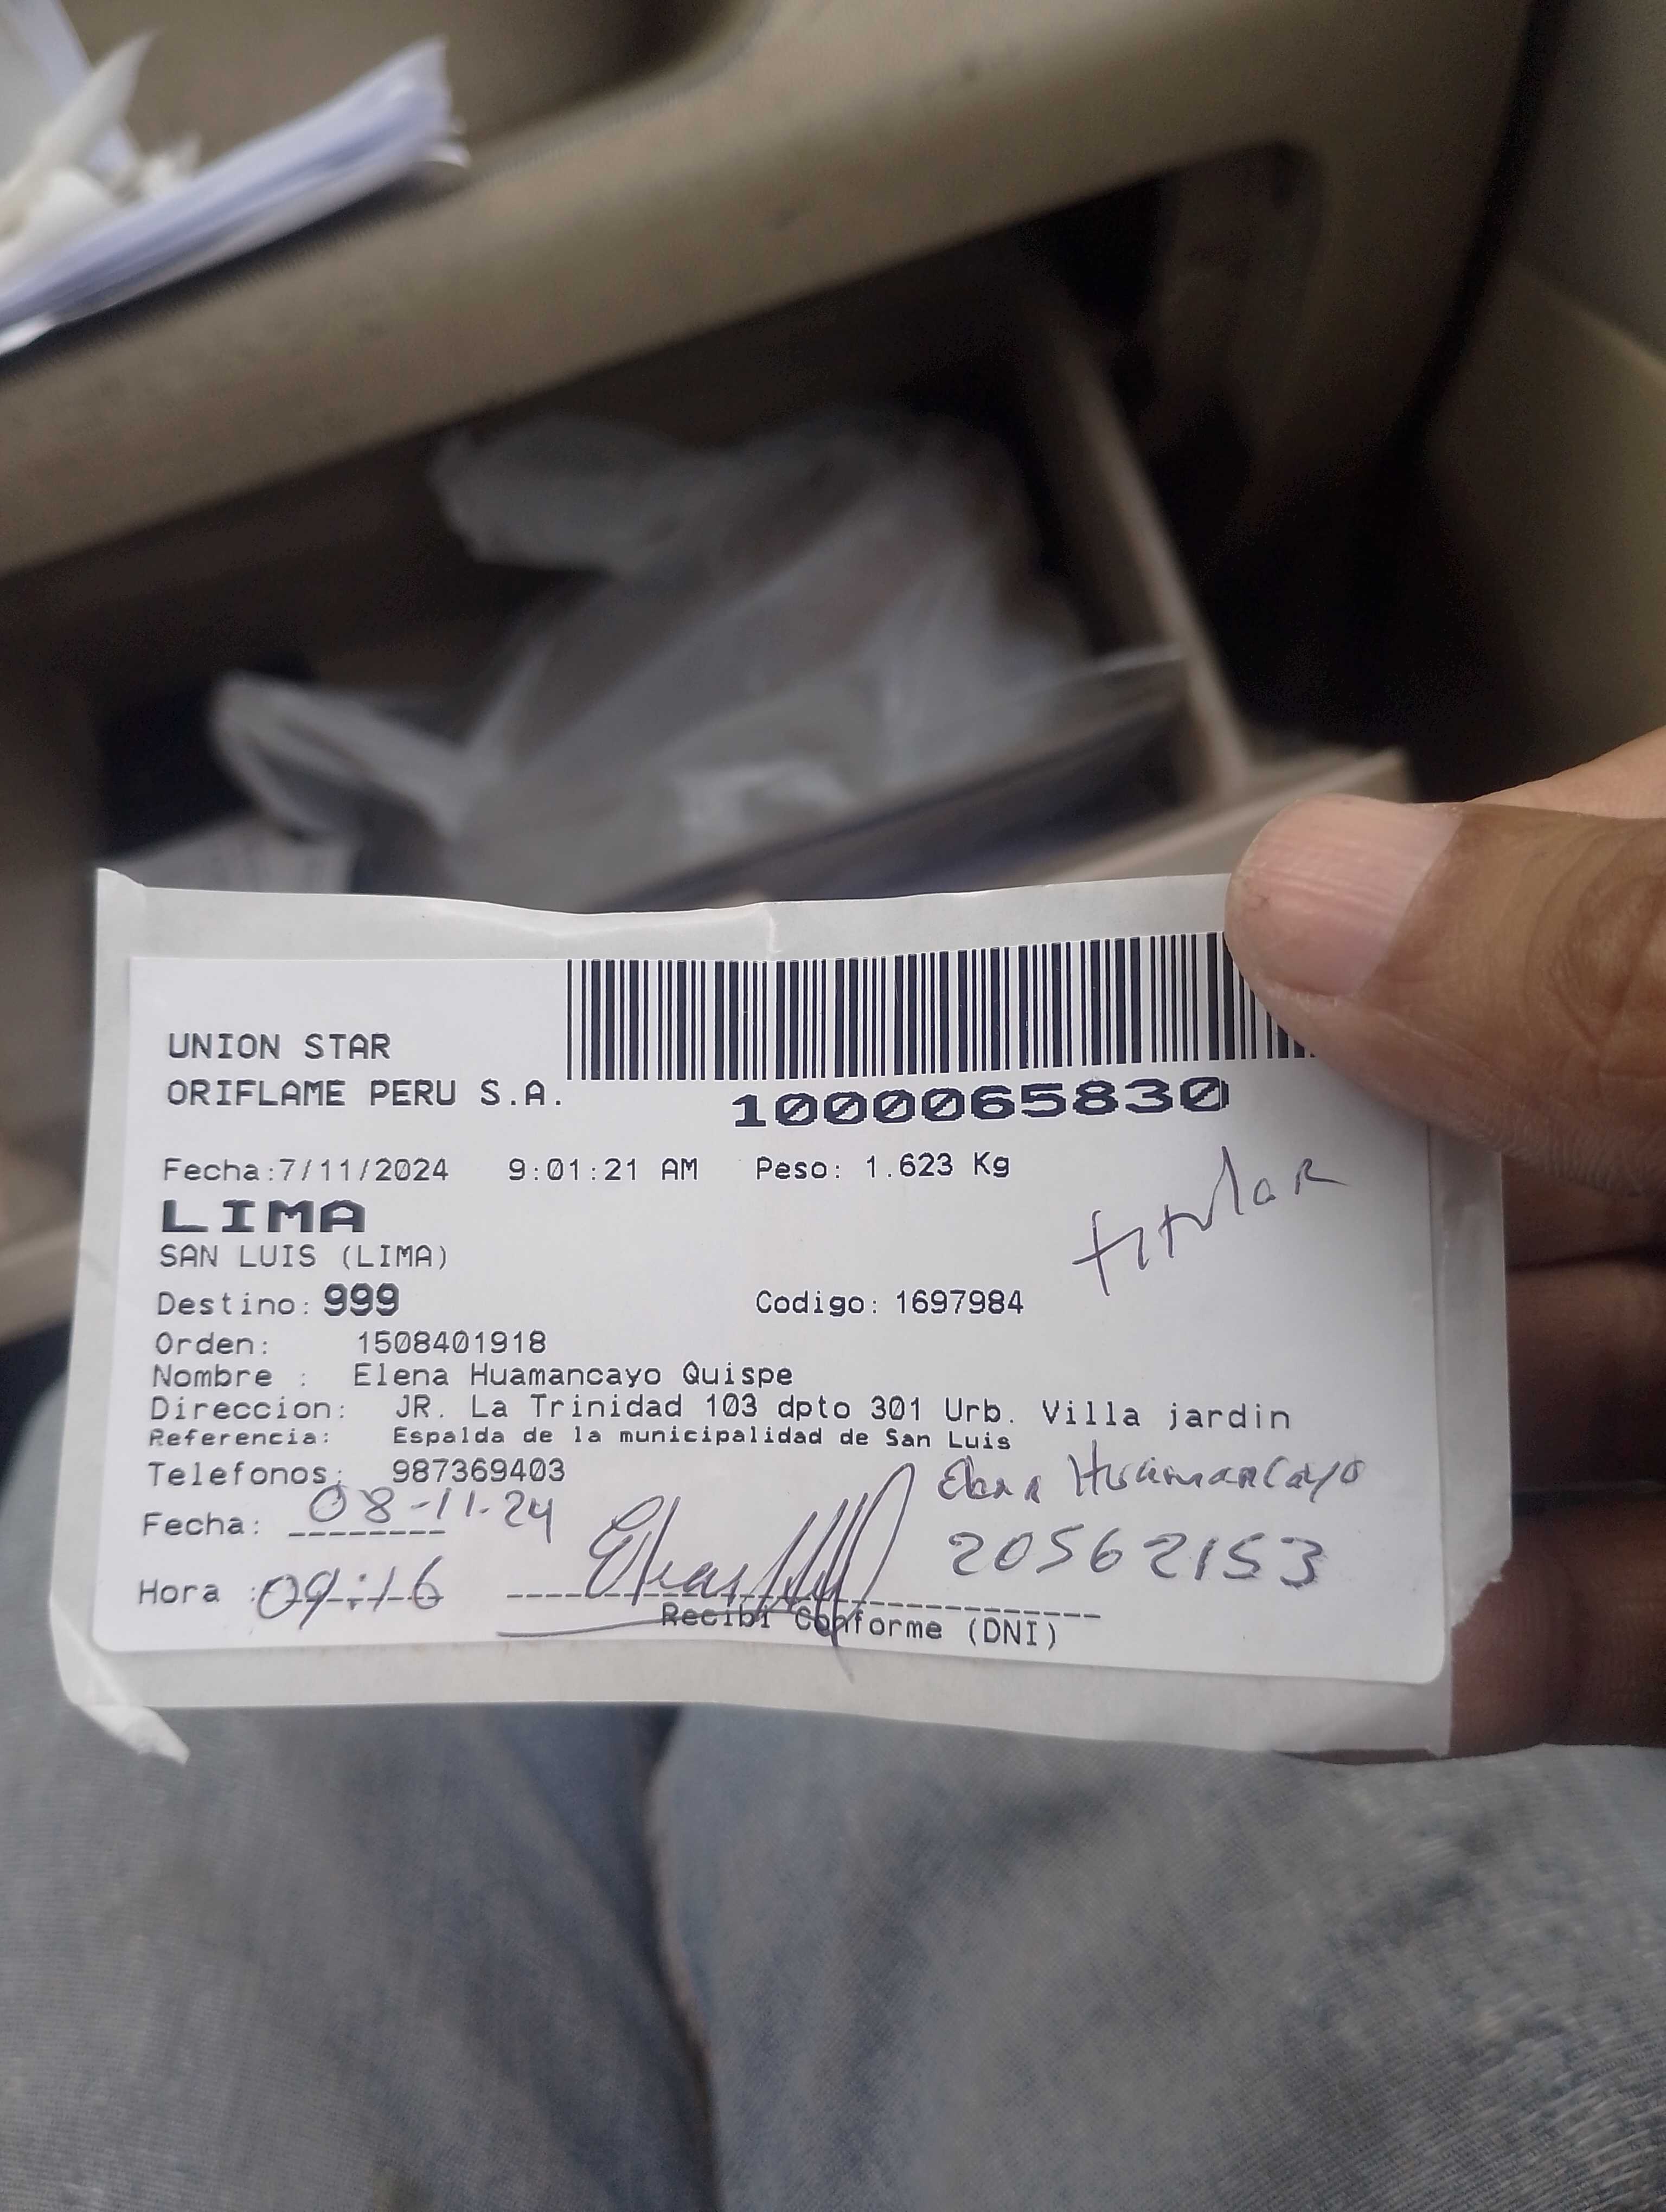 UNION STAR
ORIFLAME PERU S.A.
1000065830
Fecha:7/11/2024 9:01:21 AM Peso: 1.623 Kg
LIMA
titular
SAN LUIS (LIMA)
Destino: 999 Codigo: 1697984
Orden: 1508401918
Nombre : Elena Huamancayo Quispe
Direccion: JR. La Trinidad 103 dpto 301 Urb. Villa jardin
Referencia: Espalda de la municipalidad de San Luis
Telefonos: 987369403
Elena Huamancayo
Fecha: 08-11-24
20562153
Hora : 09:16
Recibi Conforme (DNI)